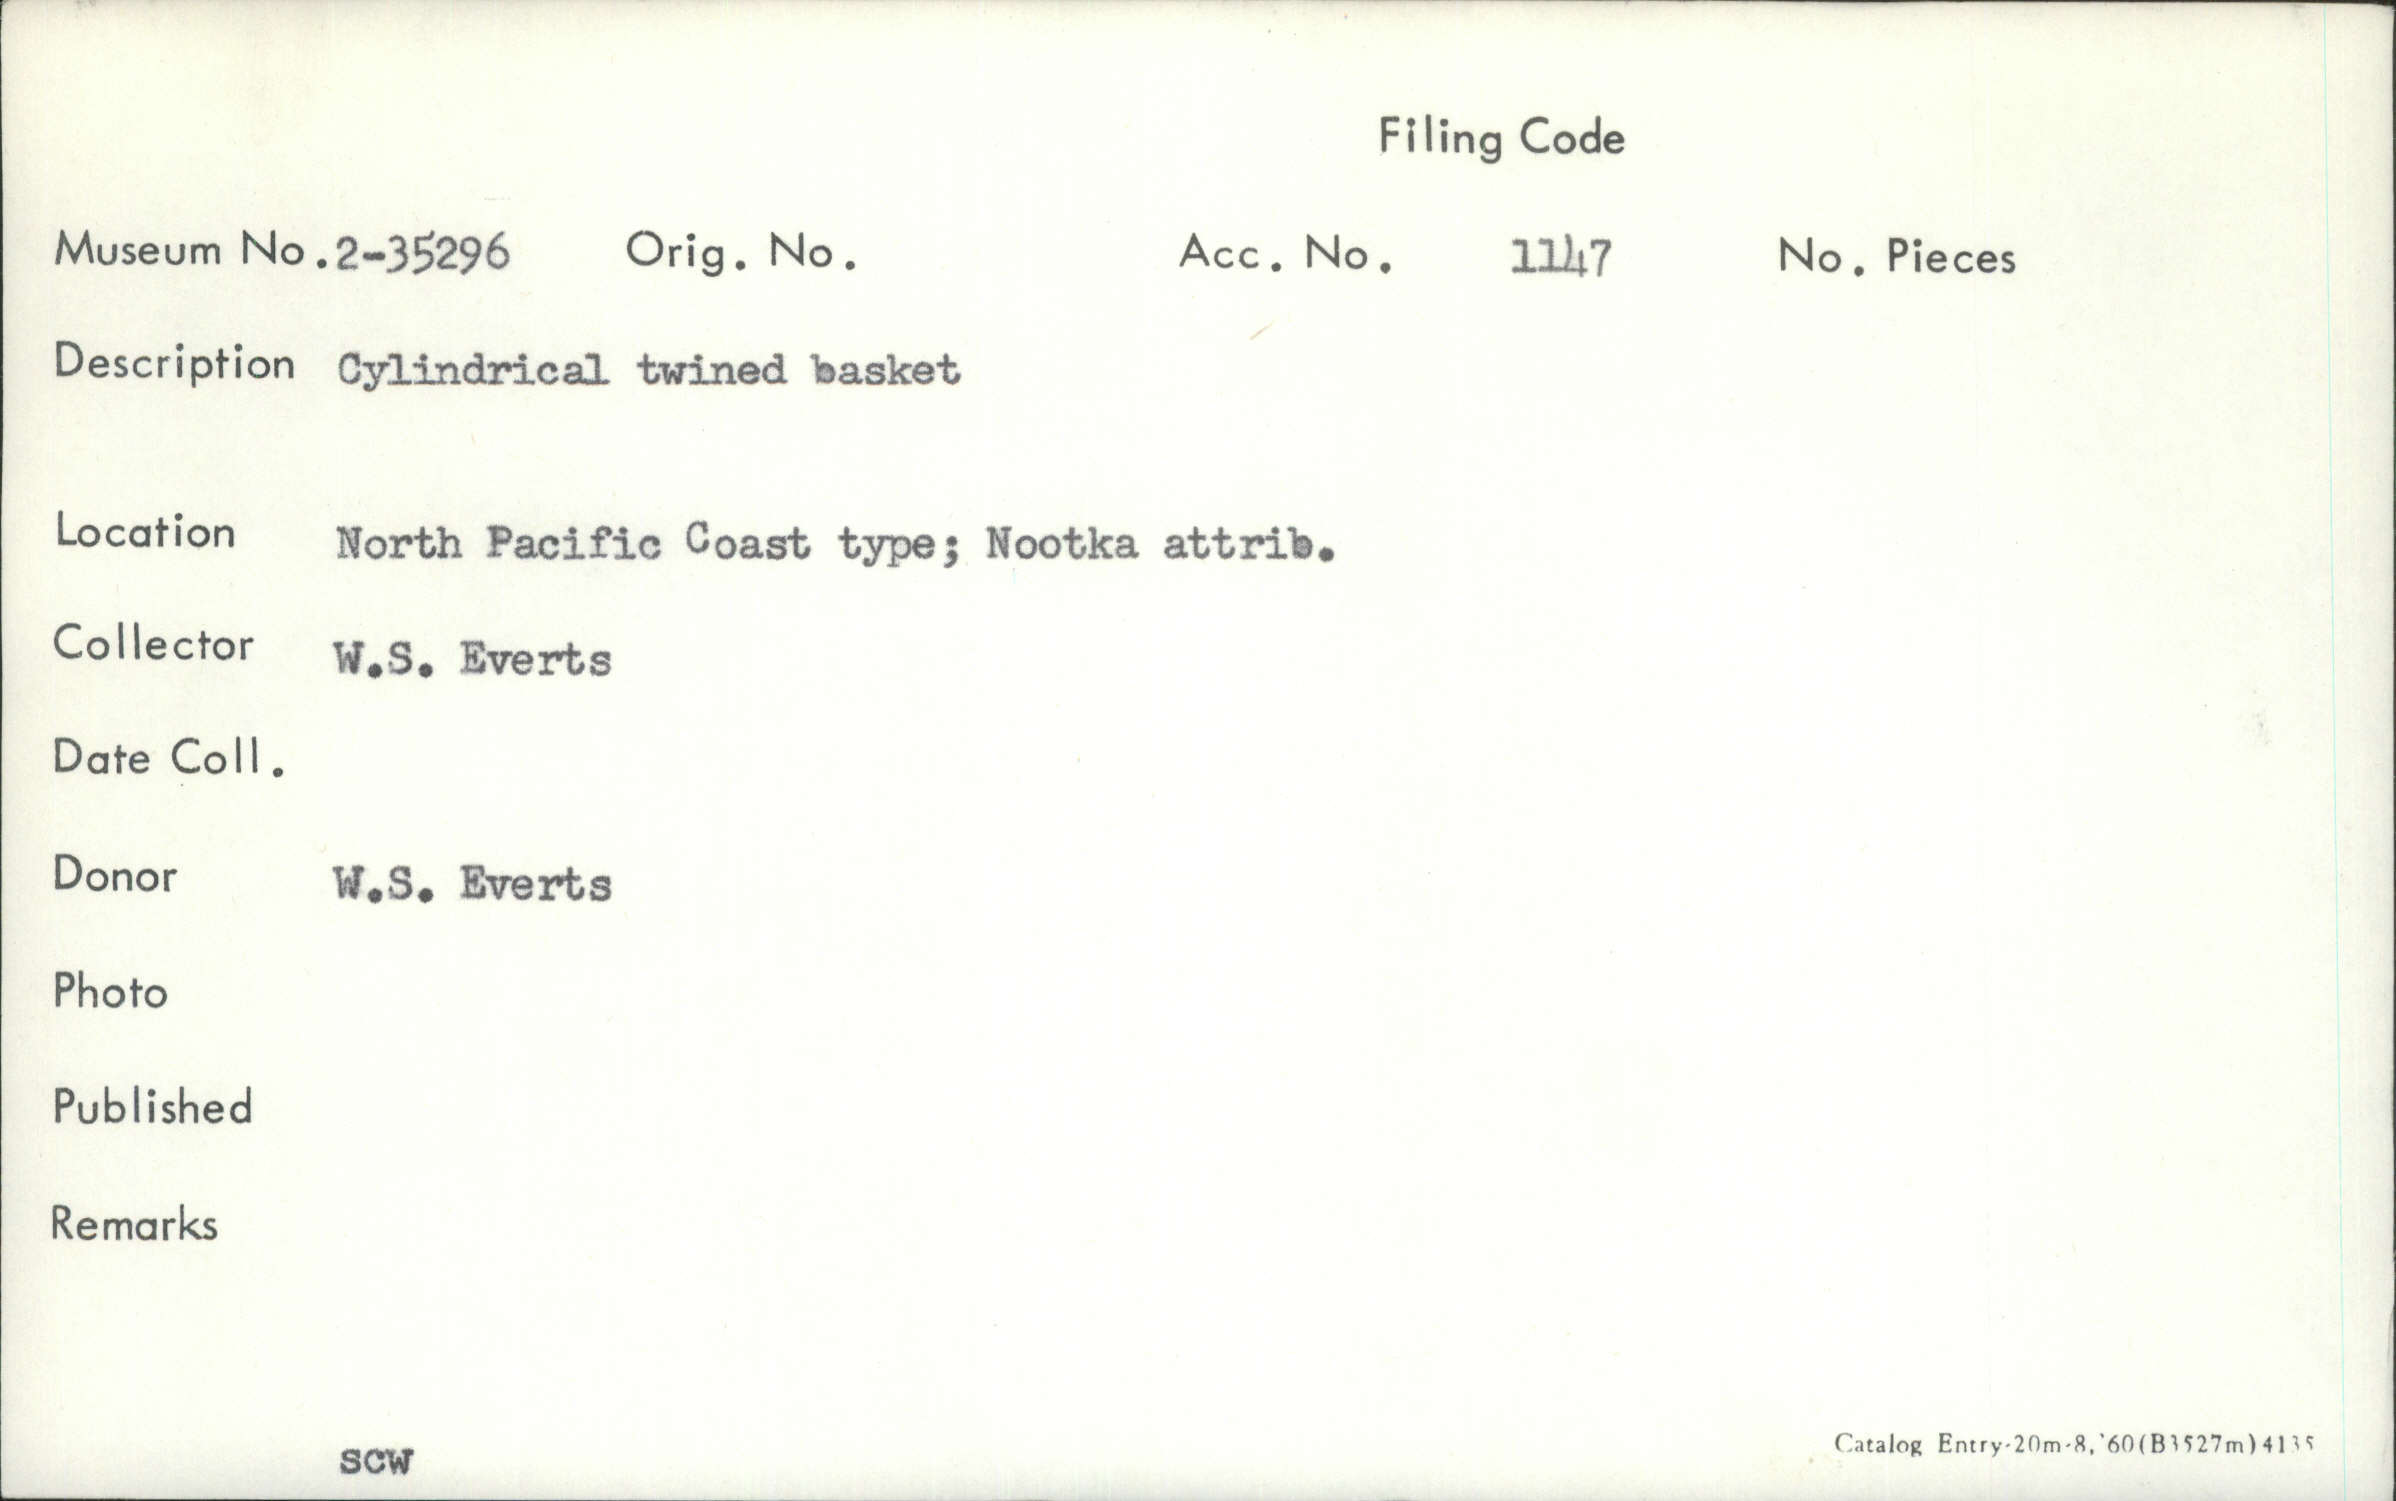 Filing Code
Museum No. 2-35296 Orig. No. Acc. No. 1147 No. Pieces
Description Cylindrical twined basket
Location North Pacific Coast type; Nootka attrib.
Collector W.S. Everts
Date Coll.
Donor W.S. Everts
Photo
Published
Remarks
SCW
Catalog Entry-20m-8,'60(B3527m)4135